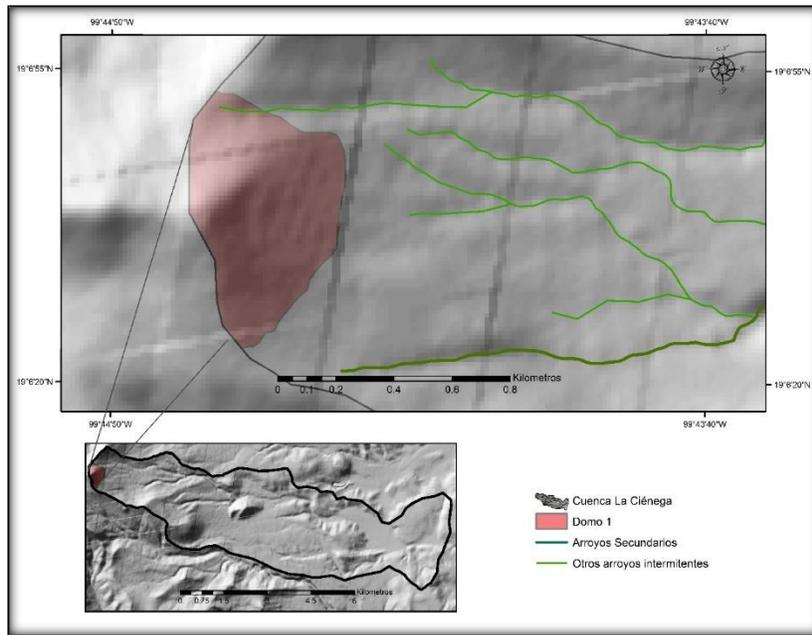 99°44'50"W
99°43'40"W
19°6'55"N
19°6'55"N
Kilometros
0 0.1 0.2 0.4 0.6 0.8
19°6'20"N
19°6'20"N
99°44'50"W
99°43'40"W
Cuenca La Ciénega
Domo 1
Arroyos Secundarios
Otros arroyos intermitentes
Kilometros
0 0.75 1.5 3 4.5 6